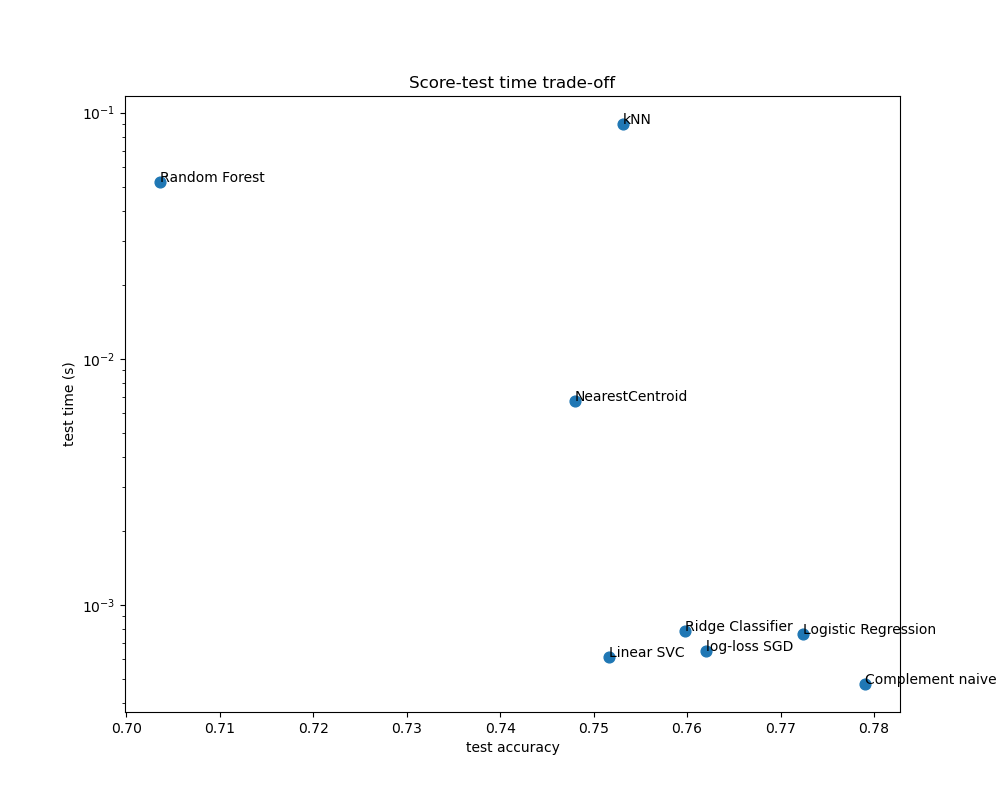 Score-test time trade-off
10⁻¹
kNN
Random Forest
10⁻²
test time (s)
NearestCentroid
10⁻³
Ridge Classifier
Logistic Regression
log-loss SGD
Linear SVC
Complement naive
0.70 0.71 0.72 0.73 0.74 0.75 0.76 0.77 0.78
test accuracy